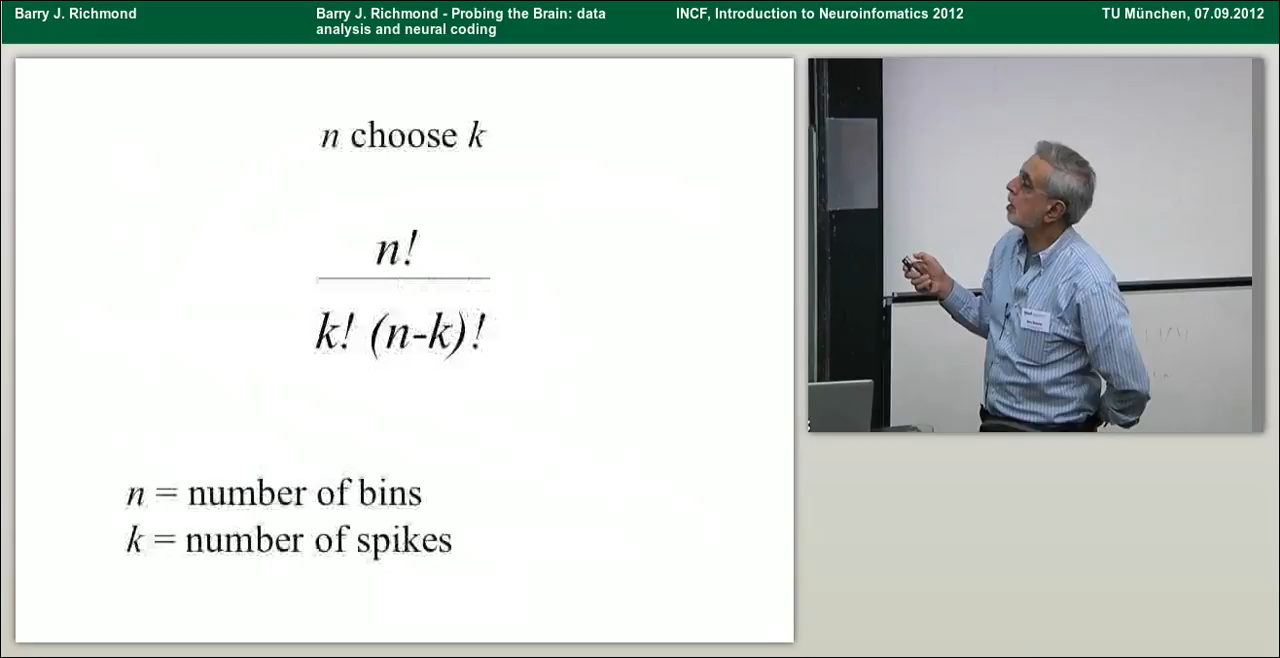 Barry J. Richmond
Barry J. Richmond - Probing the Brain: data
analysis and neural coding
INCF, Introduction to Neuroinfomatics 2012
TU München, 07.09.2012
n choose k
n!
k! (n-k)!
n = number of bins
k = number of spikes